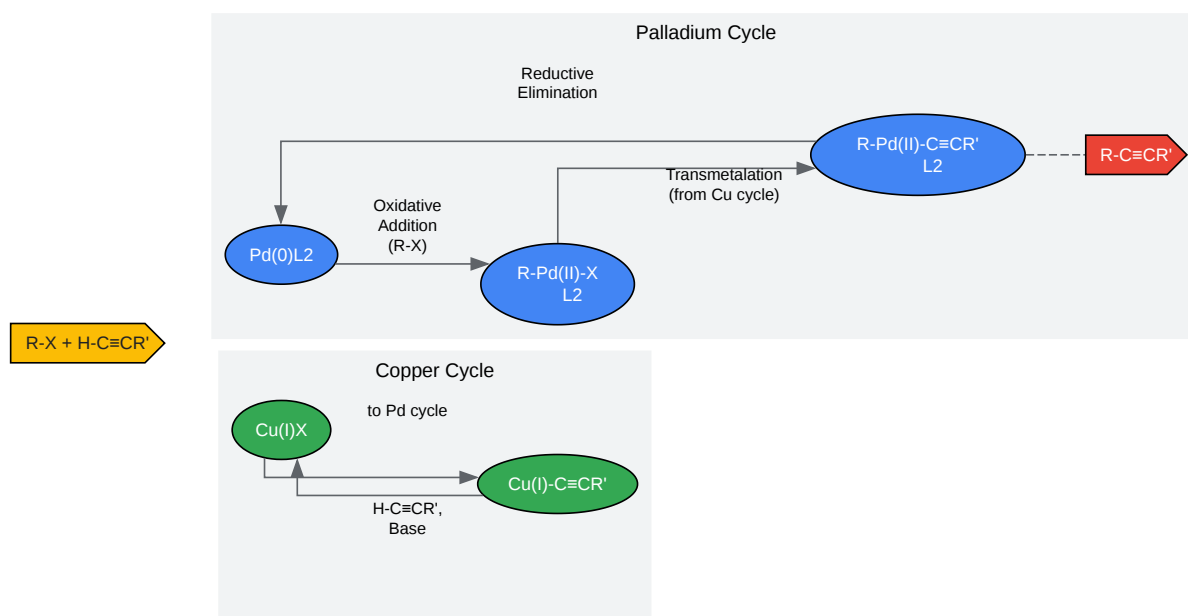 Palladium Cycle
Reductive
Elimination
R-Pd(II)-C≡CR'
L2
R-C≡CR'
Transmetalation
(from Cu cycle)
Oxidative
Addition
(R-X)
Pd(0)L2
R-Pd(II)-X
L2
R-X + H-C≡CR'
Copper Cycle
to Pd cycle
Cu(I)X
Cu(I)-C≡CR'
H-C≡CR',
Base